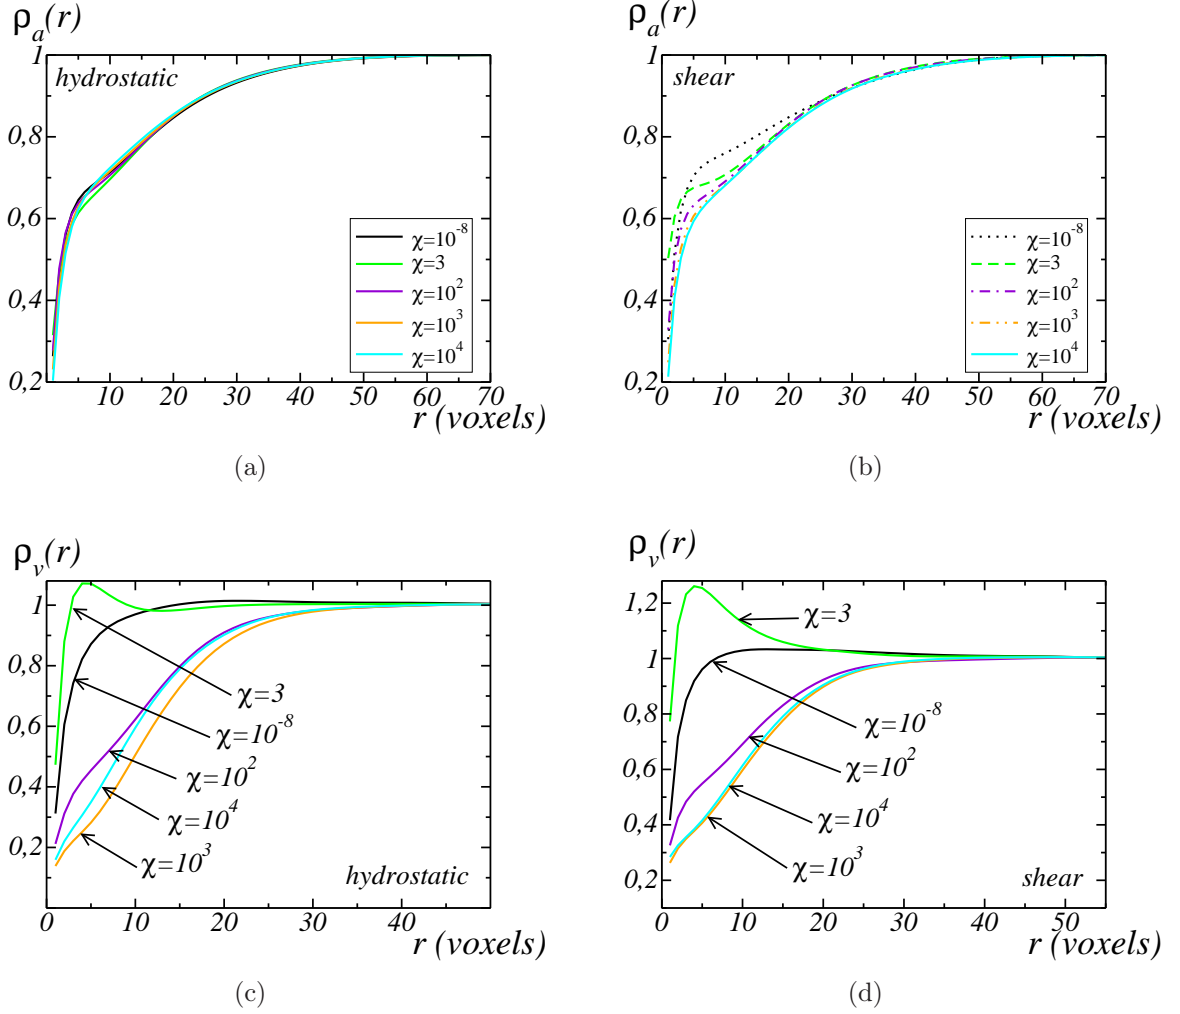 ρₐ(r)
1
0,8
0,6
0,4
0,2
hydrostatic
χ=10⁻⁸
χ=3
χ=10²
χ=10³
χ=10⁴
10 20 30 40 50 60 70
r (voxels)
(a)
ρₐ(r)
1
0,8
0,6
0,4
0,2
shear
χ=10⁻⁸
χ=3
χ=10²
χ=10³
χ=10⁴
0 10 20 30 40 50 60 70
r (voxels)
(b)
ρᵥ(r)
1
0,8
0,6
0,4
0,2
χ=3
χ=10⁻⁸
χ=10²
χ=10⁴
χ=10³
hydrostatic
0 10 20 30 40
r (voxels)
(c)
ρᵥ(r)
1,2
1
0,8
0,6
0,4
0,2
χ=3
χ=10⁻⁸
χ=10²
χ=10⁴
χ=10³
shear
0 10 20 30 40 50
r (voxels)
(d)